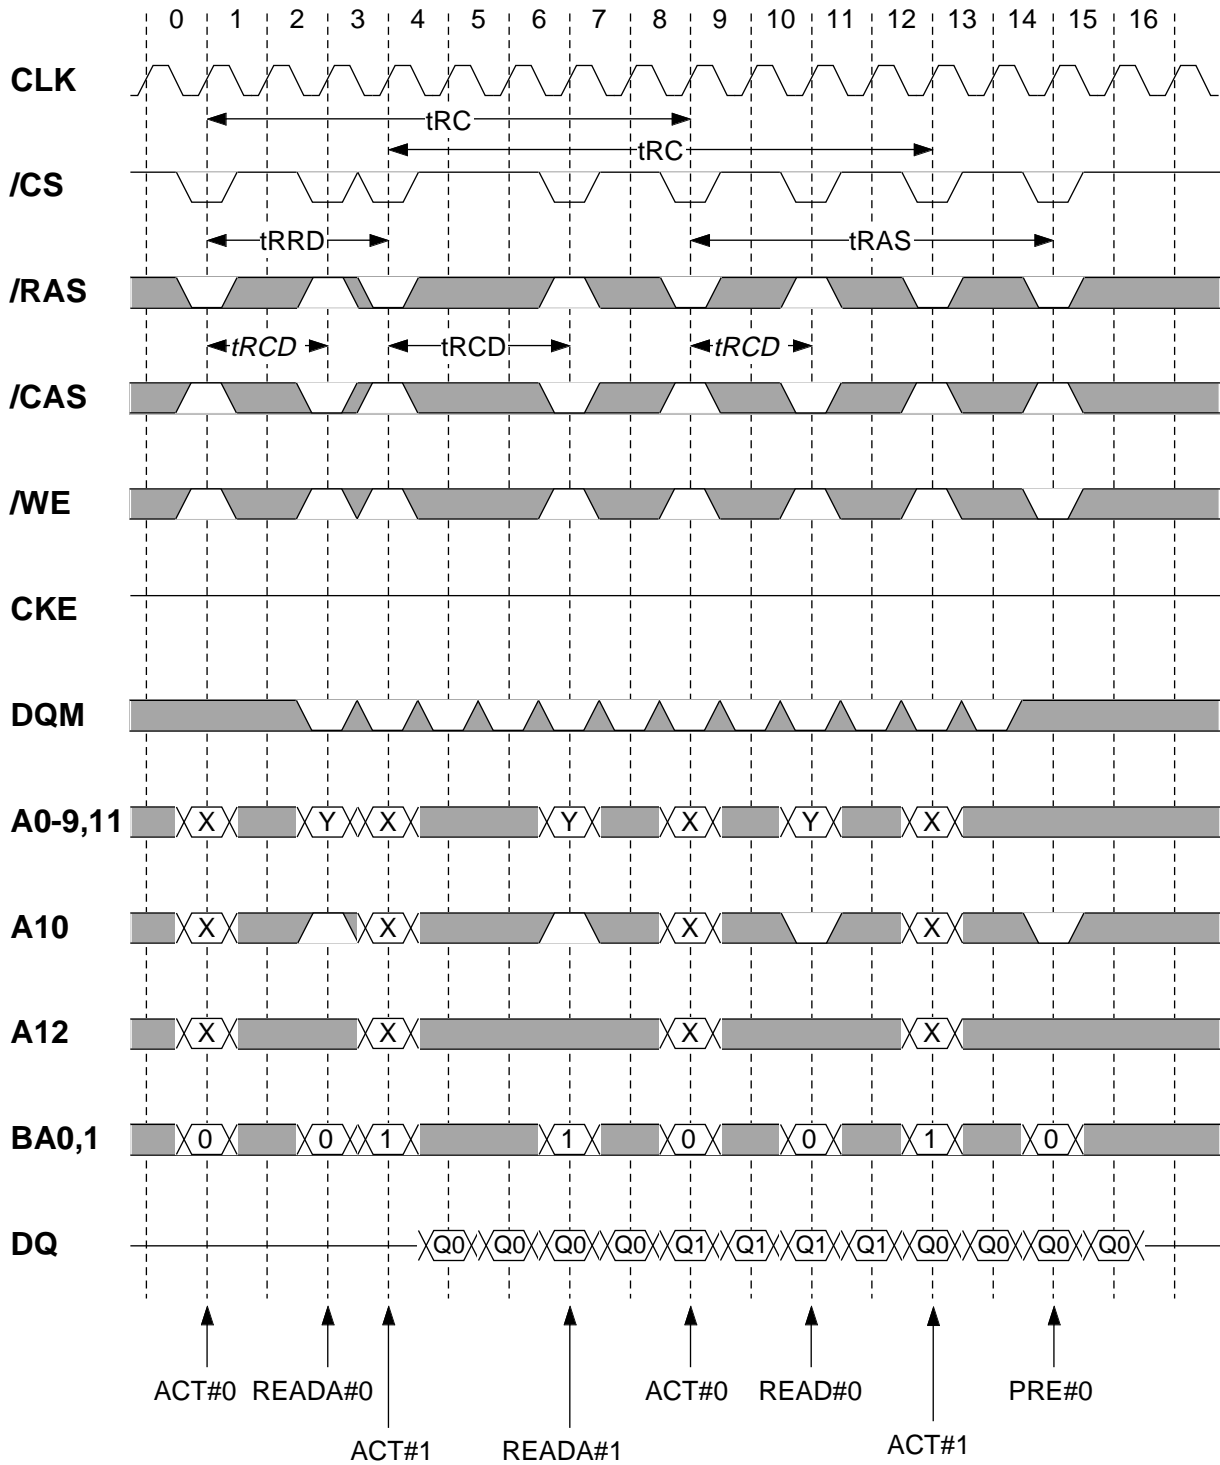 0 1 2 3 4 5 6 7 8 9 10 11 12 13 14 15 16
CLK
tRC
tRC
/CS
tRRD tRAS
/RAS
tRCD tRCD tRCD
/CAS
/WE
CKE
DQM
A0-9,11 X Y X Y X Y X
A10 X X X X
A12 X X X X
BA0,1 0 0 1 1 0 0 1 0
DQ Q0 Q0 Q0 Q0 Q1 Q1 Q1 Q1 Q0 Q0 Q0 Q0
ACT#0 READA#0 ACT#0 READ#0 PRE#0
ACT#1 READA#1 ACT#1